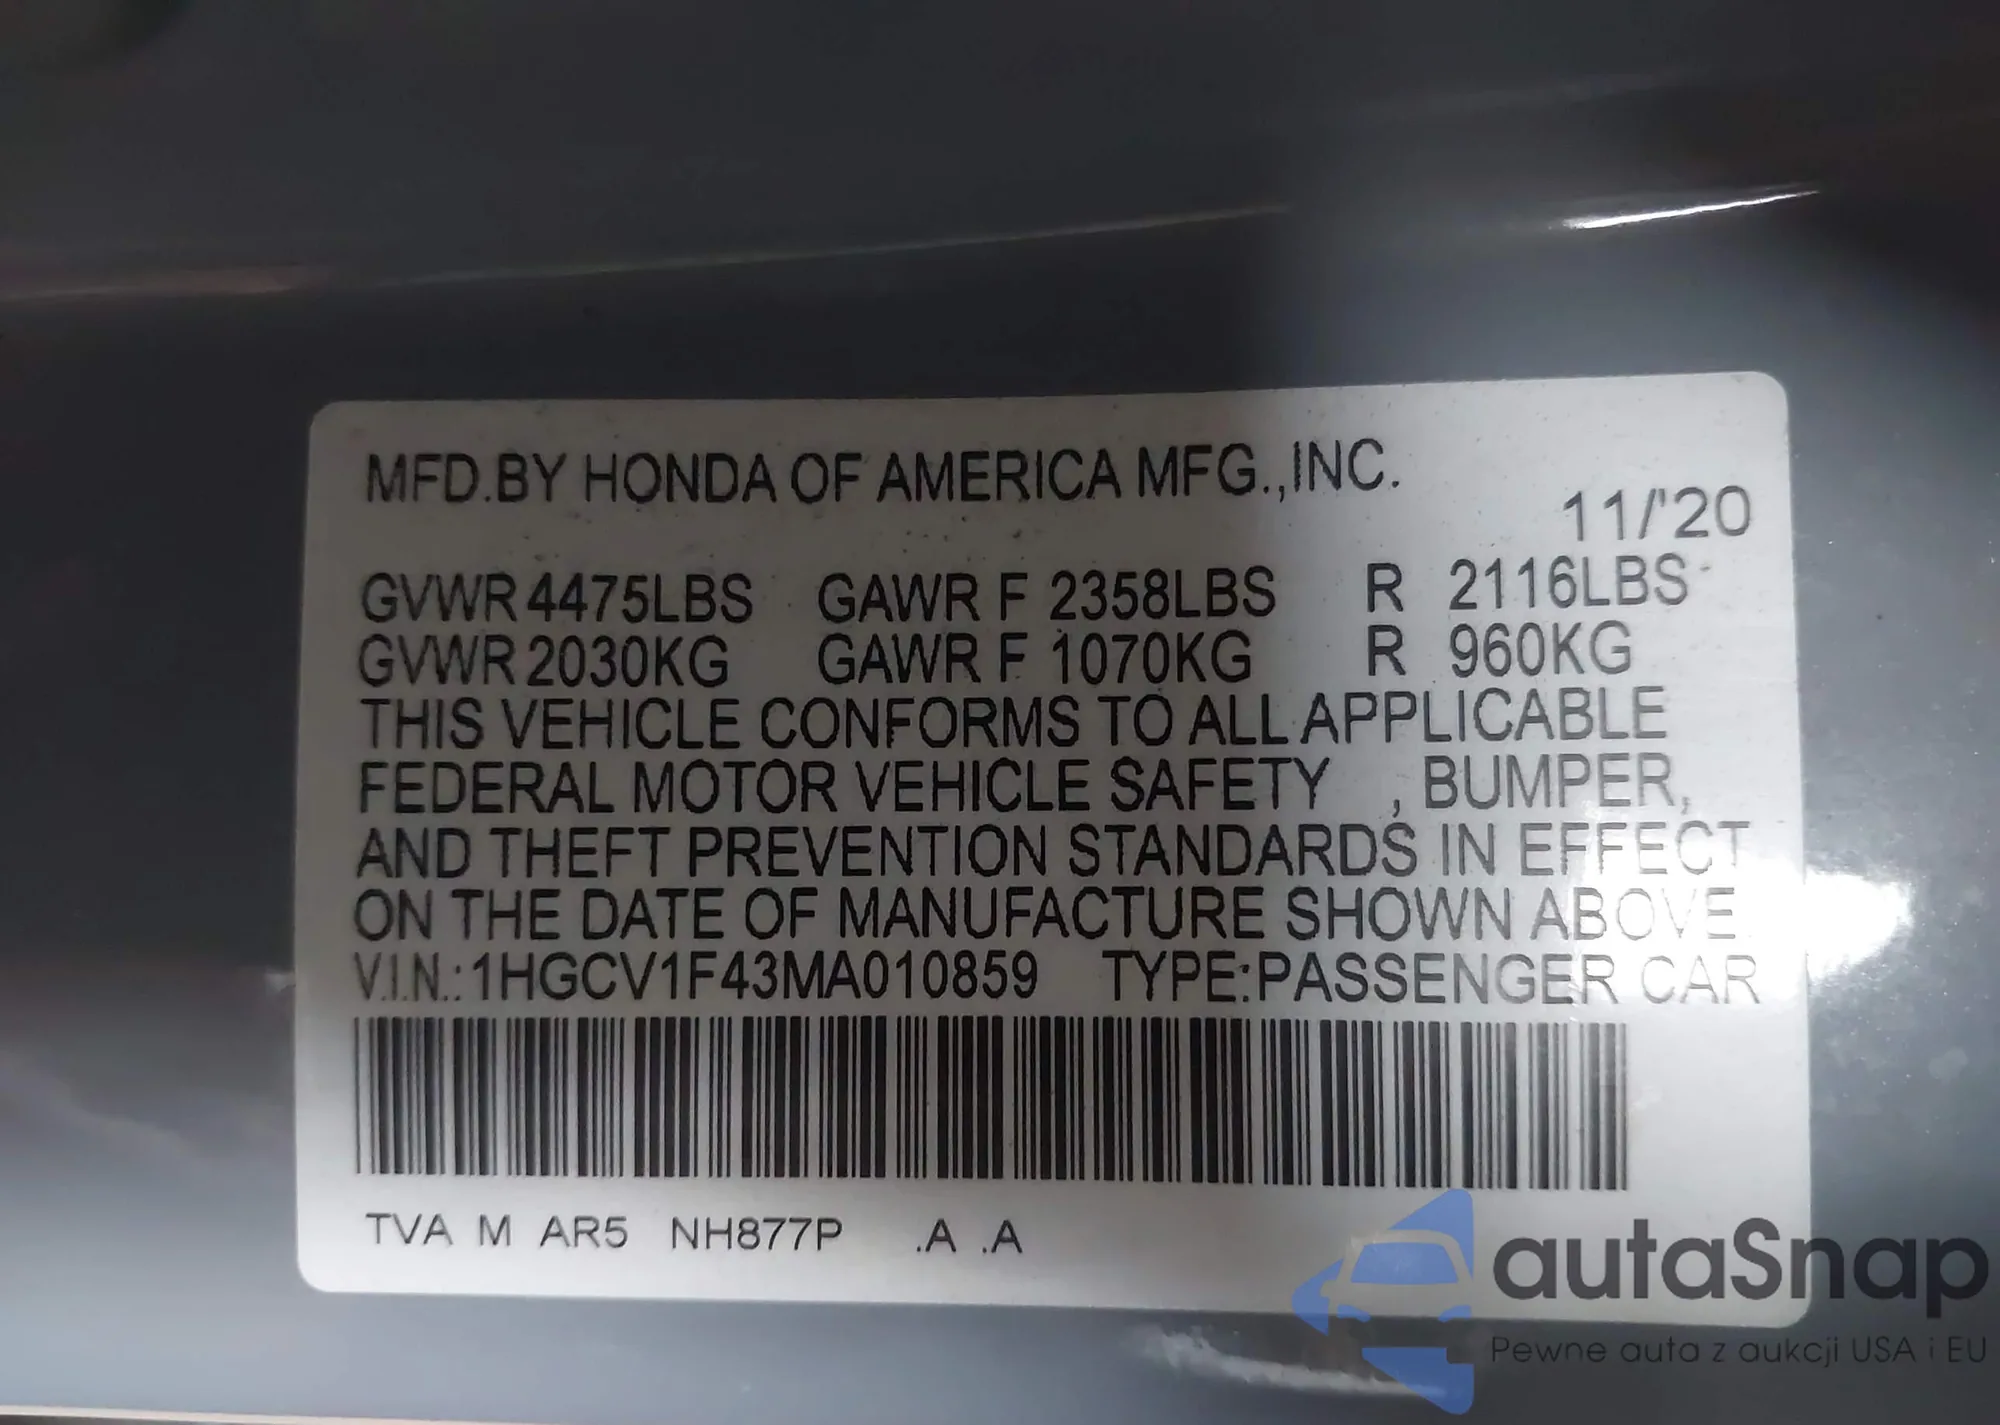 MFD.BY HONDA OF AMERICA MFG.,INC.
11/'20
GVWR 4475LBS GAWR F 2358LBS R 2116LBS
GVWR 2030KG GAWR F 1070KG R 960KG
THIS VEHICLE CONFORMS TO ALL APPLICABLE
FEDERAL MOTOR VEHICLE SAFETY , BUMPER,
AND THEFT PREVENTION STANDARDS IN EFFECT
ON THE DATE OF MANUFACTURE SHOWN ABOVE.
V.I.N.: 1HGCV1F43MA010859 TYPE:PASSENGER CAR
TVA M AR5 NH877P .A .A
autaSnap
Pewne auta z aukcji USA i EU